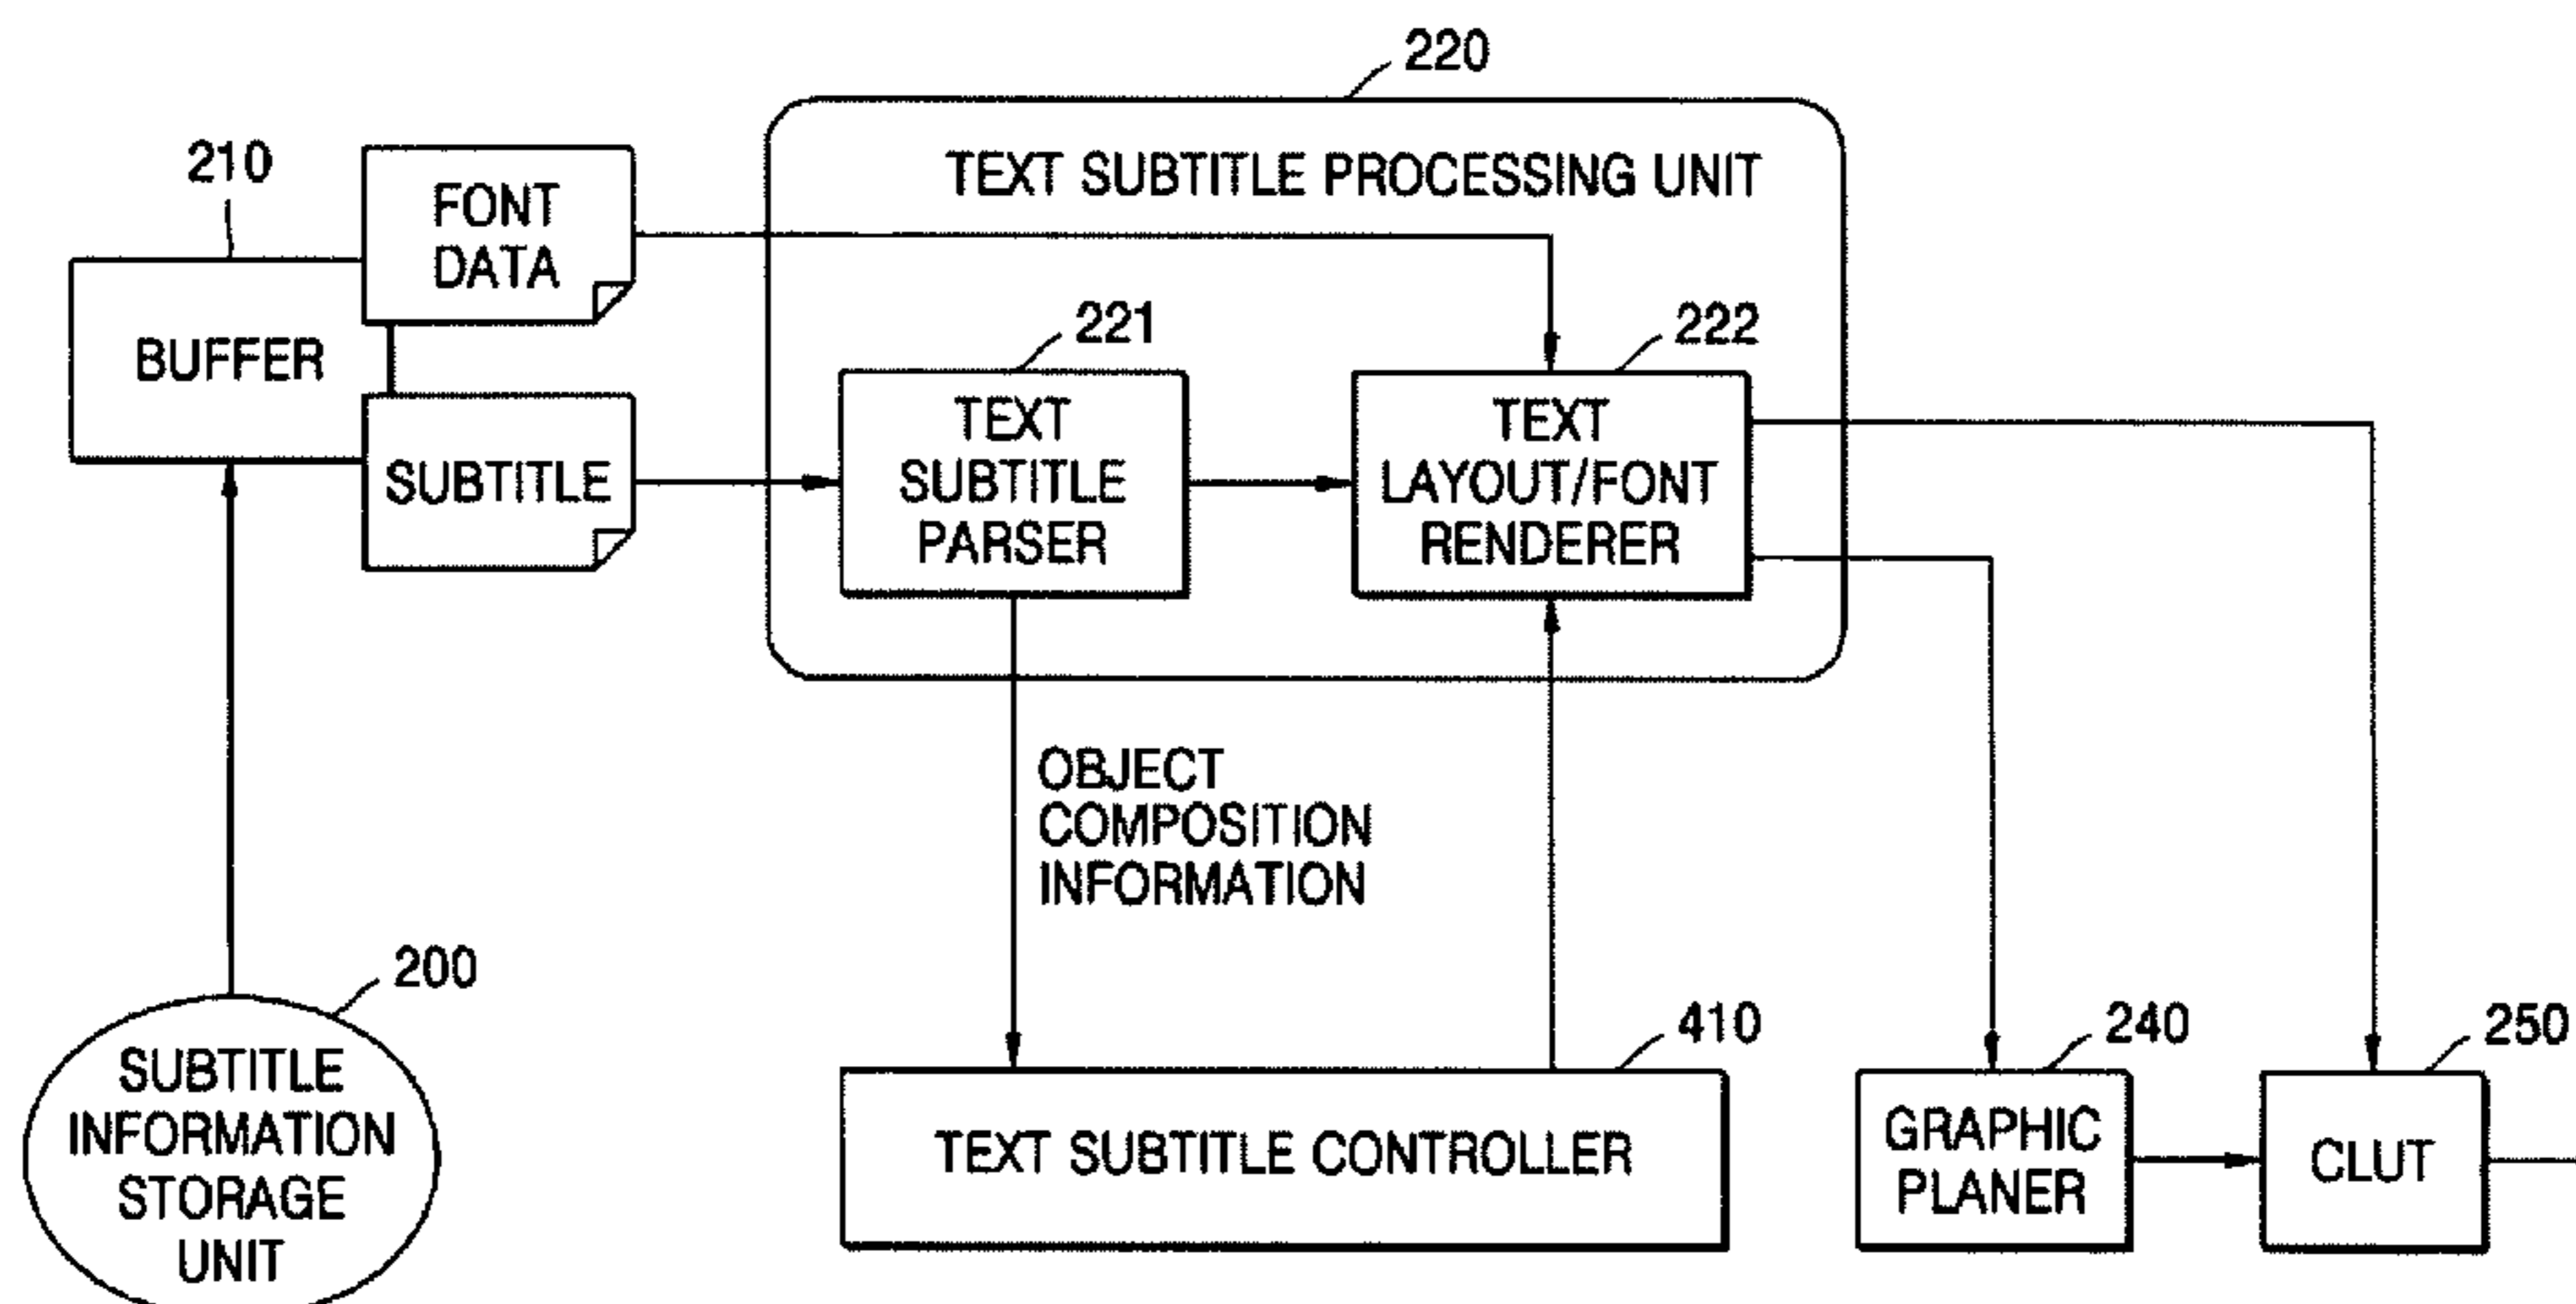 220
210
FONT
DATA
TEXT SUBTITLE PROCESSING UNIT
BUFFER
221
222
SUBTITLE
TEXT
SUBTITLE
PARSER
TEXT
LAYOUT/FONT
RENDERER
OBJECT
COMPOSITION
INFORMATION
200
SUBTITLE
INFORMATION
STORAGE
UNIT
410
TEXT SUBTITLE CONTROLLER
240
GRAPHIC
PLANER
250
CLUT